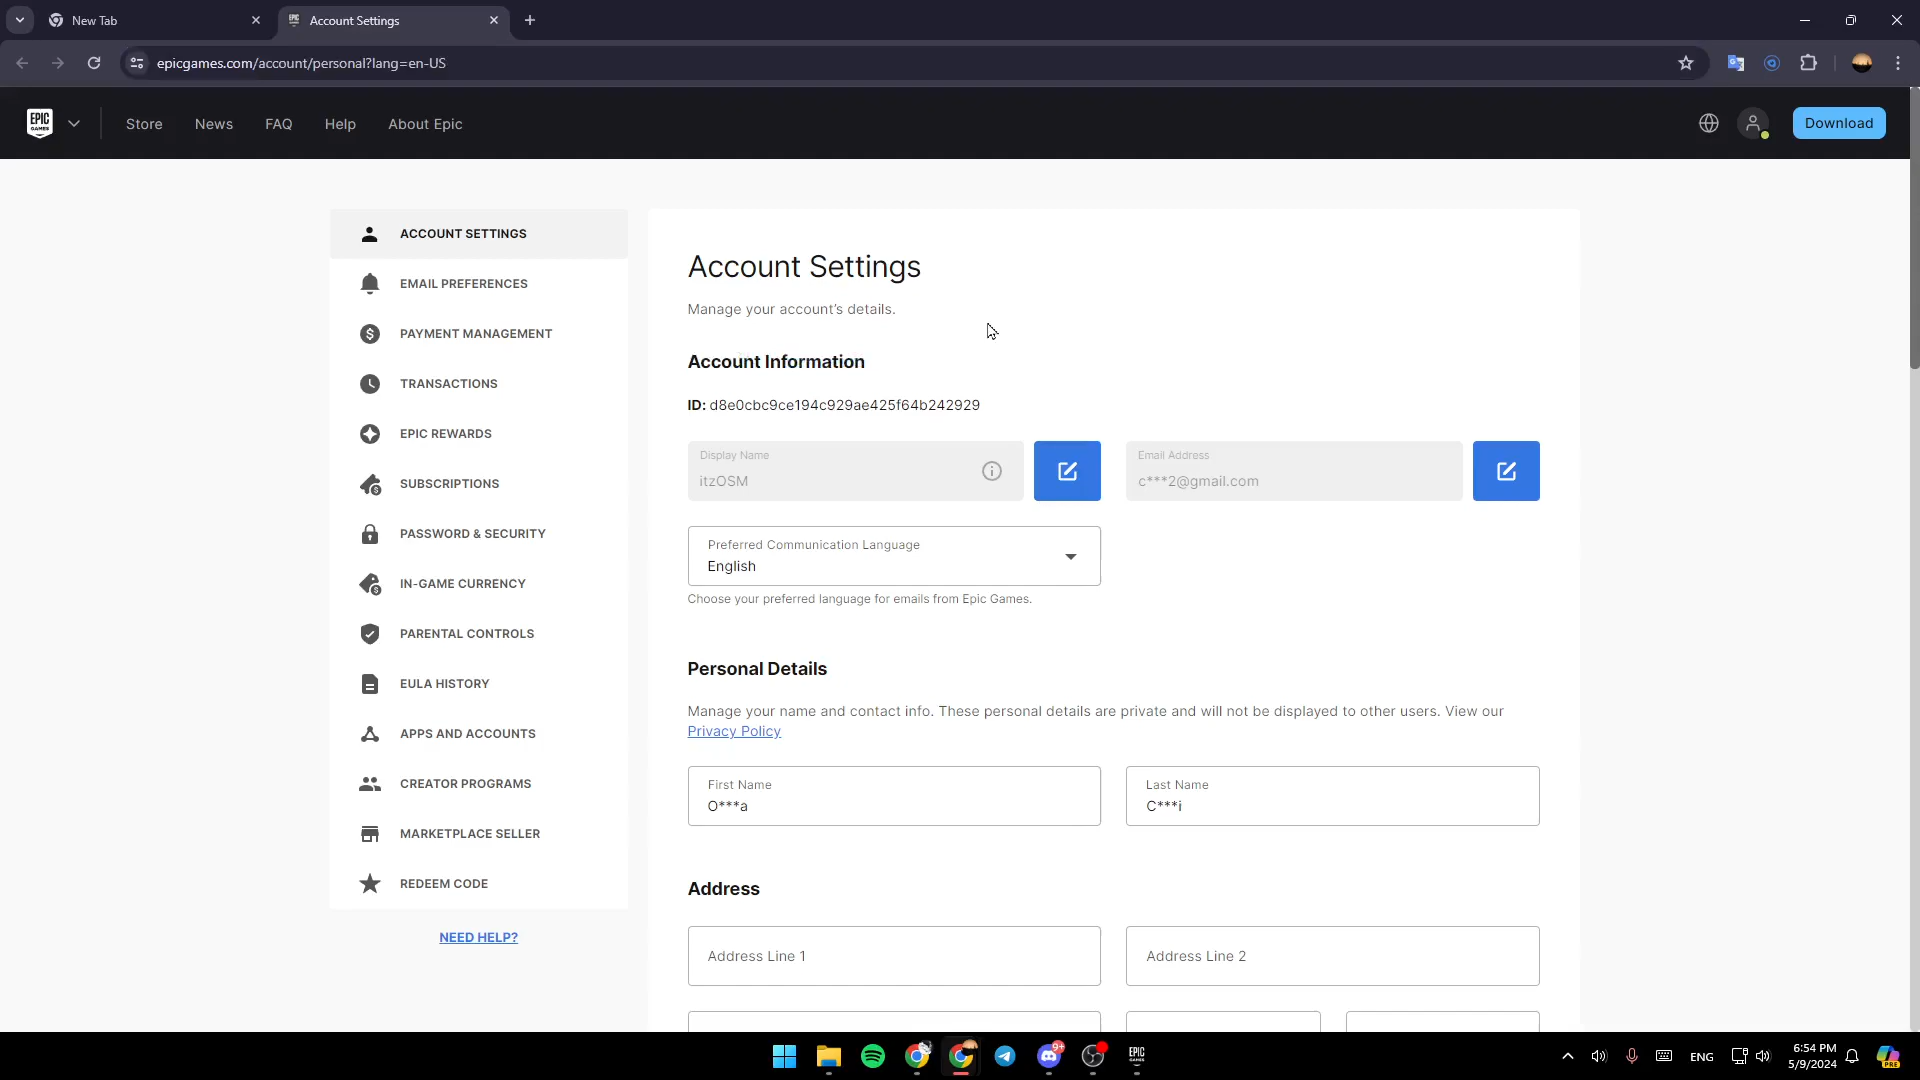 New Tab
Account Settings
epicgames.com/account/personal?lang=en-US
EPIC GAMES
Store
News
FAQ
Help
About Epic
Download
ACCOUNT SETTINGS
EMAIL PREFERENCES
PAYMENT MANAGEMENT
TRANSACTIONS
EPIC REWARDS
SUBSCRIPTIONS
PASSWORD & SECURITY
IN-GAME CURRENCY
PARENTAL CONTROLS
EULA HISTORY
APPS AND ACCOUNTS
CREATOR PROGRAMS
MARKETPLACE SELLER
REDEEM CODE
NEED HELP?
Account Settings
Manage your account's details.
Account Information
ID: d8e0cbc9ce194c929ae425f64b242929
Display Name
itzOSM
Email Address
c***2@gmail.com
Preferred Communication Language
English
Choose your preferred language for emails from Epic Games.
Personal Details
Manage your name and contact info. These personal details are private and will not be displayed to other users. View our
Privacy Policy
First Name
O***a
Last Name
C***i
Address
Address Line 1
Address Line 2
9+
EPIC GAMES
ENG
6:54 PM
5/9/2024
PRE